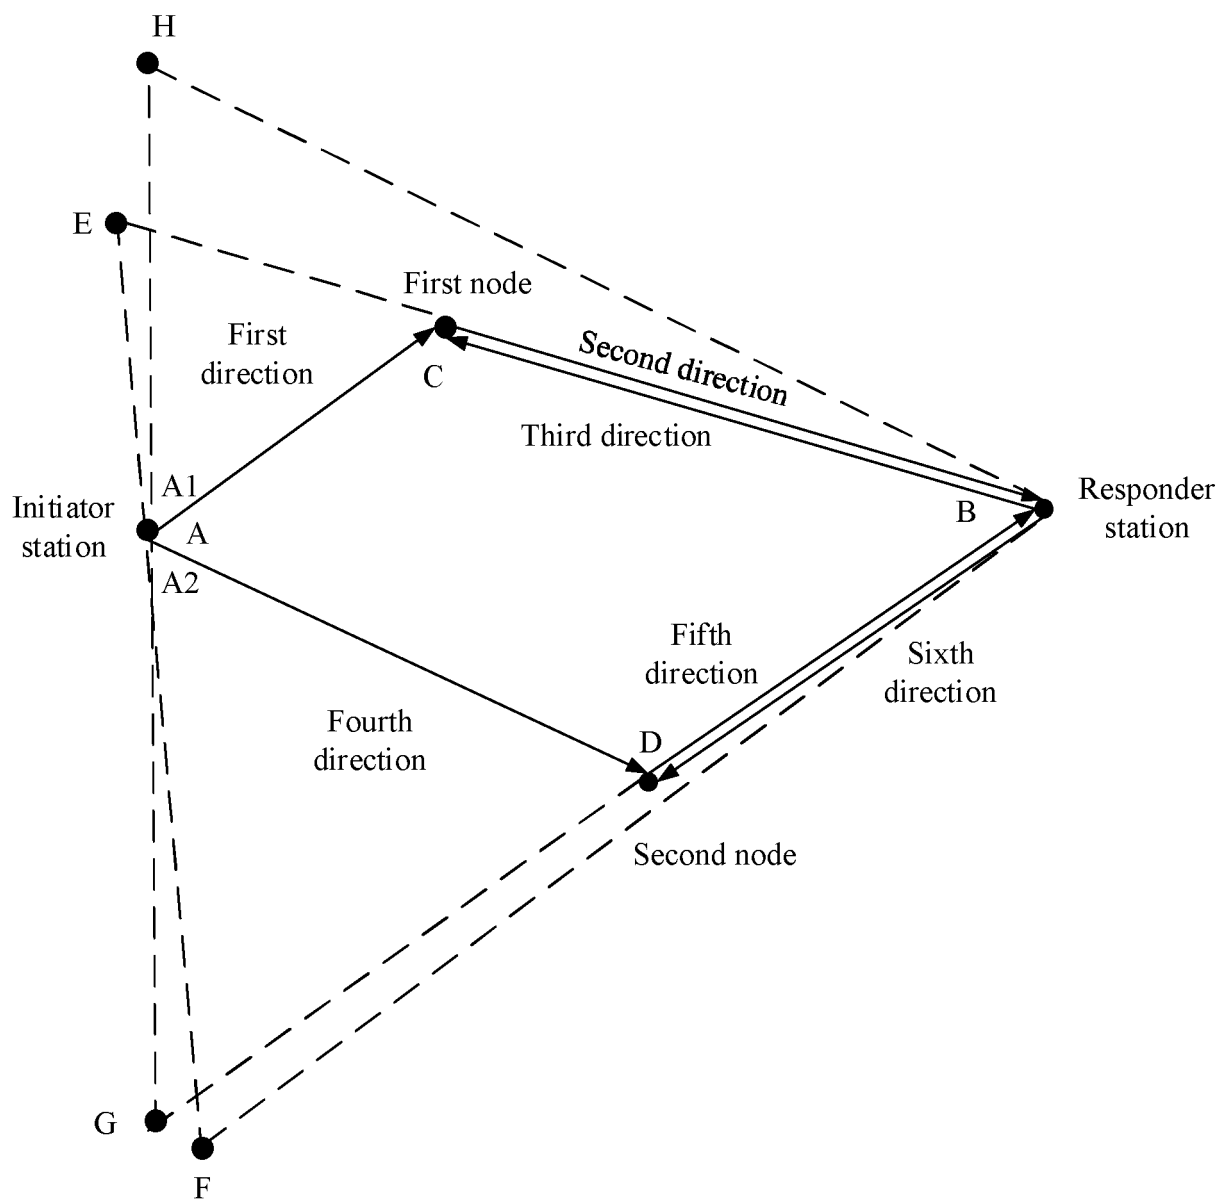 H
E
First node
First
direction
Second direction
C
Third direction
A1
Initiator
station
A
B
Responder
station
A2
Fifth
direction
Sixth
direction
Fourth
direction
D
Second node
G
F